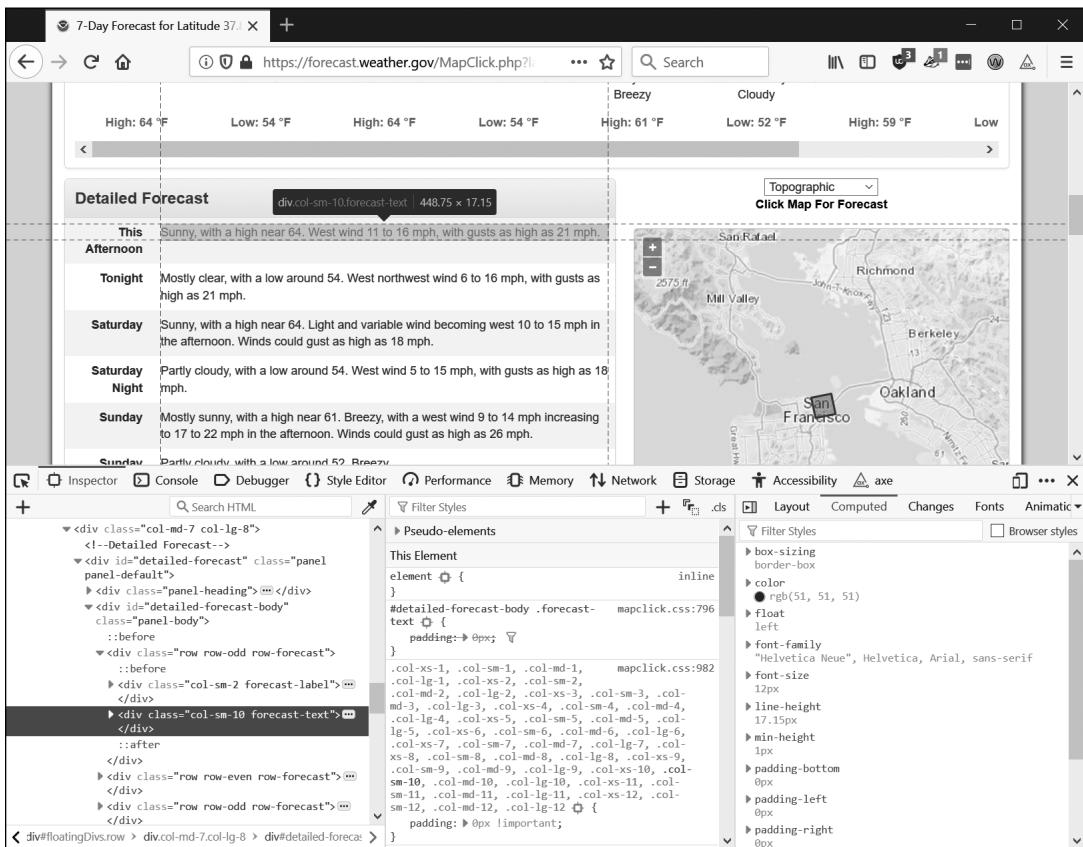 7-Day Forecast for Latitude 37.
https://forecast.weather.gov/MapClick.php?l
Search
3
1
Breezy Cloudy
High: 64 °F Low: 54 °F High: 64 °F Low: 54 °F High: 61 °F Low: 52 °F High: 59 °F Low
Detailed Forecast
div.col-sm-10.forecast-text | 448.75 × 17.15
This Afternoon
Sunny, with a high near 64. West wind 11 to 16 mph, with gusts as high as 21 mph.
Tonight
Mostly clear, with a low around 54. West northwest wind 6 to 16 mph, with gusts as
high as 21 mph.
Saturday
Sunny, with a high near 64. Light and variable wind becoming west 10 to 15 mph in
the afternoon. Winds could gust as high as 18 mph.
Saturday Night
Partly cloudy, with a low around 54. West wind 5 to 15 mph, with gusts as high as 18
mph.
Sunday
Mostly sunny, with a high near 61. Breezy, with a west wind 9 to 14 mph increasing
to 17 to 22 mph in the afternoon. Winds could gust as high as 26 mph.
Sunday
Partly cloudy, with a low around 52. Breezy
Topographic
Click Map For Forecast
+
−
San Rafael
2575 ft
Richmond
Mill Valley
John-T-Knox
Berkeley
24
123
13
Oakland
San
Francisco
Great
Nimitz
61
Inspector Console Debugger {} Style Editor Performance Memory Network Storage Accessibility axe
+ Search HTML
<div class="col-md-7 col-lg-8">
<!--Detailed Forecast-->
<div id="detailed-forecast" class="panel
panel-default">
<div class="panel-heading">
</div>
<div id="detailed-forecast-body"
class="panel-body">
::before
<div class="row row-odd row-forecast">
::before
<div class="col-sm-2 forecast-label">
</div>
<div class="col-sm-10 forecast-text">
</div>
::after
</div>
<div class="row row-even row-forecast">
</div>
<div class="row row-odd row-forecast">
</div>
div#floatingDivs.row > div.col-md-7.col-lg-8 > div#detailed-forecas
Filter Styles + .cls
Pseudo-elements
This Element
element { inline
}
#detailed-forecast-body .forecast- mapclick.css:796
text {
padding: 0px;
}
.col-xs-1, .col-sm-1, .col-md-1, mapclick.css:982
.col-lg-1, .col-xs-2, .col-sm-2,
.col-md-2, .col-lg-2, .col-xs-3, .col-sm-3, .col-
md-3, .col-lg-3, .col-xs-4, .col-sm-4, .col-md-4,
.col-lg-4, .col-xs-5, .col-sm-5, .col-md-5, .col-
lg-5, .col-xs-6, .col-sm-6, .col-md-6, .col-lg-6,
.col-xs-7, .col-sm-7, .col-md-7, .col-lg-7, .col-
xs-8, .col-sm-8, .col-md-8, .col-lg-8, .col-xs-9,
.col-sm-9, .col-md-9, .col-lg-9, .col-xs-10, .col-
sm-10, .col-md-10, .col-lg-10, .col-xs-11, .col-
sm-11, .col-md-11, .col-lg-11, .col-xs-12, .col-
sm-12, .col-md-12, .col-lg-12 {
padding: 0px !important;
}
Layout Computed Changes Fonts Animatic
Filter Styles Browser styles
box-sizing
border-box
color
rgb(51, 51, 51)
float
left
font-family
"Helvetica Neue", Helvetica, Arial, sans-serif
font-size
12px
line-height
17.15px
min-height
1px
padding-bottom
0px
padding-left
0px
padding-right
0px